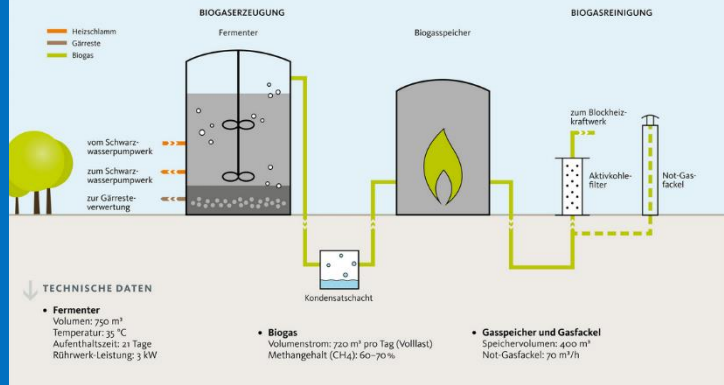 BIOGASERZEUGUNG
BIOGASREINIGUNG
Heizschlamm
Gärreste
Biogas
Fermenter
Biogasspeicher
vom Schwarz-
wasserpumpwerk
zum Schwarz-
wasserpumpwerk
zur Gärreste-
verwertung
zum Blockheiz-
kraftwerk
Aktivkohle-
filter
Not-Gas-
fackel
Kondensatschacht
TECHNISCHE DATEN
• Fermenter
Volumen: 750 m³
Temperatur: 35 °C
Aufenthaltszeit: 21 Tage
Rührwerk-Leistung: 3 kW
• Biogas
Volumenstrom: 720 m³ pro Tag (Volllast)
Methangehalt (CH4): 60–70 %
• Gasspeicher und Gasfackel
Speichervolumen: 400 m³
Not-Gasfackel: 70 m³/h